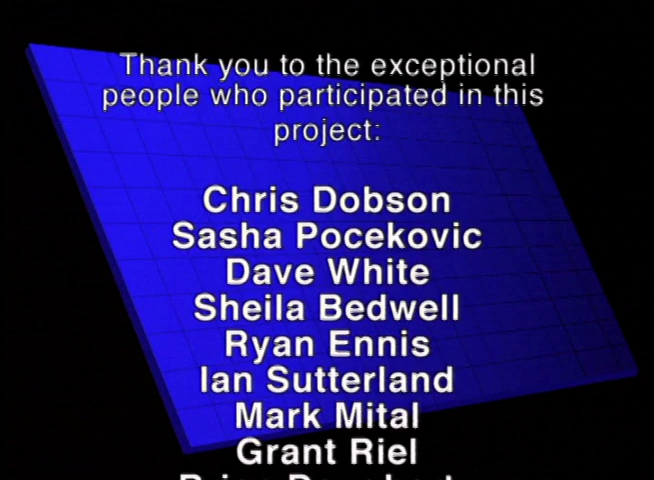 Thank you to the exceptional
people who participated in this
project:
Chris Dobson
Sasha Pocekovic
Dave White
Sheila Bedwell
Ryan Ennis
Ian Sutterland
Mark Mital
Grant Riel